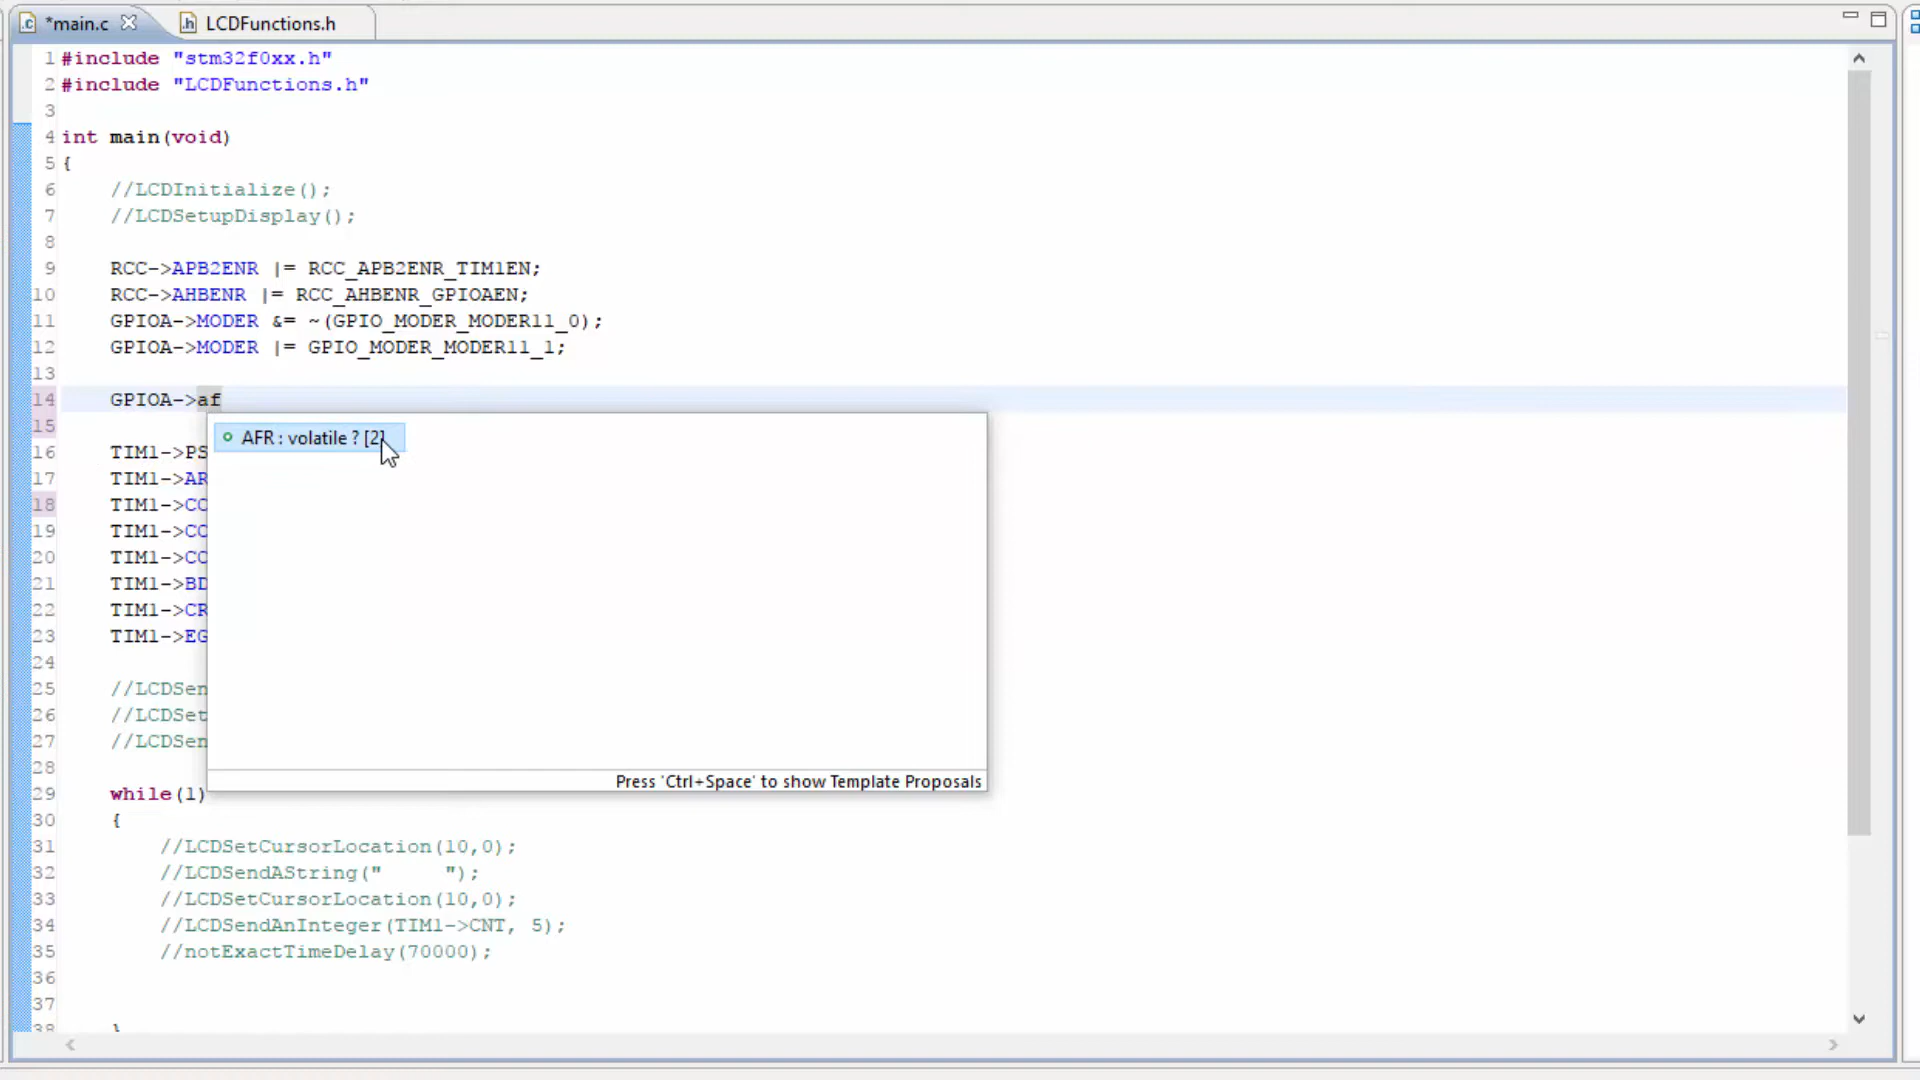 *main.c LCDFunctions.h
1 #include "stm32f0xx.h"
2 #include "LCDFunctions.h"
3
4 int main(void)
5 {
6 //LCDInitialize();
7 //LCDSetupDisplay();
8
9 RCC->APB2ENR |= RCC_APB2ENR_TIM1EN;
10 RCC->AHBENR |= RCC_AHBENR_GPIOAEN;
11 GPIOA->MODER &= ~(GPIO_MODER_MODER11_0);
12 GPIOA->MODER |= GPIO_MODER_MODER11_1;
13
14 GPIOA->af
15
AFR : volatile ? [2]
16 TIM1->PS
17 TIM1->AR
18 TIM1->CC
19 TIM1->CC
20 TIM1->CC
21 TIM1->BD
22 TIM1->CR
23 TIM1->EG
24
25 //LCDSen
26 //LCDSet
27 //LCDSen
28
Press 'Ctrl+Space' to show Template Proposals
29 while(1)
30 {
31 //LCDSetCursorLocation(10,0);
32 //LCDSendAString("     ");
33 //LCDSetCursorLocation(10,0);
34 //LCDSendAnInteger(TIM1->CNT, 5);
35 //notExactTimeDelay(70000);
36
37
38 }